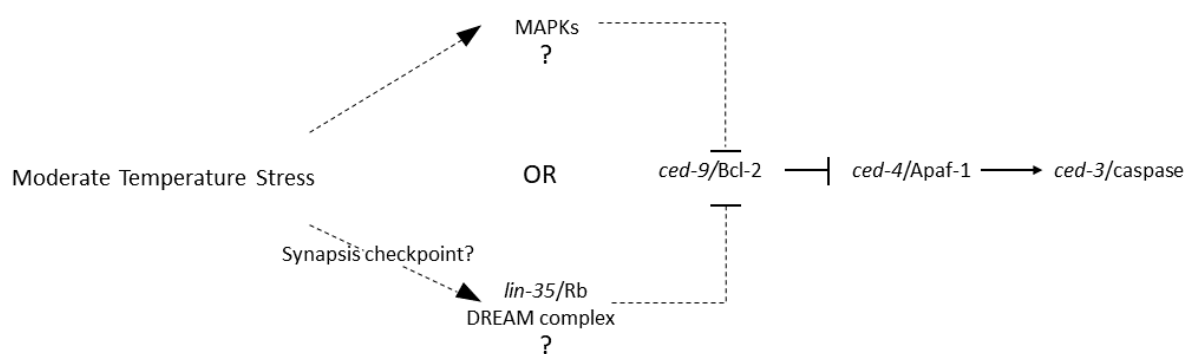 MAPKs
?
Moderate Temperature Stress
OR
ced-9/Bcl-2
ced-4/Apaf-1
ced-3/caspase
Synapsis checkpoint?
lin-35/Rb
DREAM complex
?